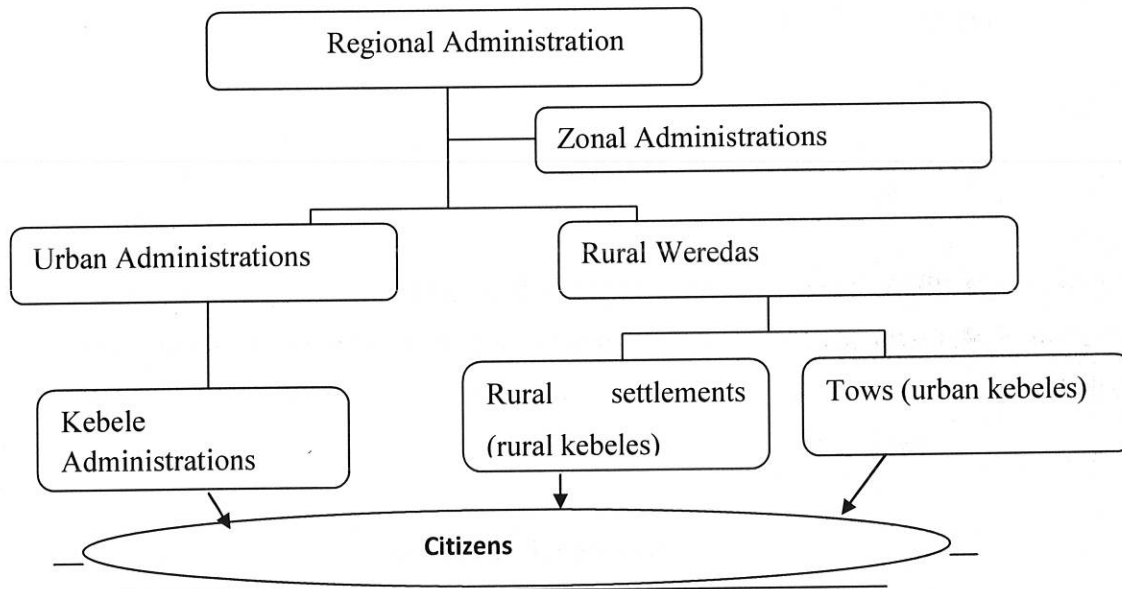 Regional Administration
Zonal Administrations
Urban Administrations
Rural Weredas
Kebele
Administrations
Rural settlements
(rural kebeles)
Tows (urban kebeles)
Citizens